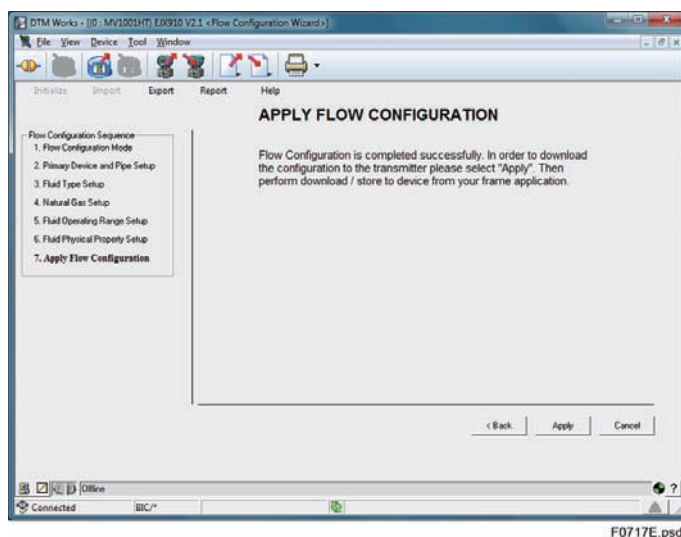 DTM Works - [(0 : MV1001HT) EJX910 V2.1 <Flow Configuration Wizard>]
File View Device Tool Window
Initialize Import Export Report Help
APPLY FLOW CONFIGURATION
Flow Configuration Sequence
1. Flow Configuration Mode
2. Primary Device and Pipe Setup
3. Fluid Type Setup
4. Natural Gas Setup
5. Fluid Operating Range Setup
6. Fluid Physical Property Setup
7. Apply Flow Configuration
Flow Configuration is completed successfully. In order to download
the configuration to the transmitter please select "Apply". Then
perform download / store to device from your frame application.
< Back Apply Cancel
Offline
?
Connected BIC/*
F0717E.psd